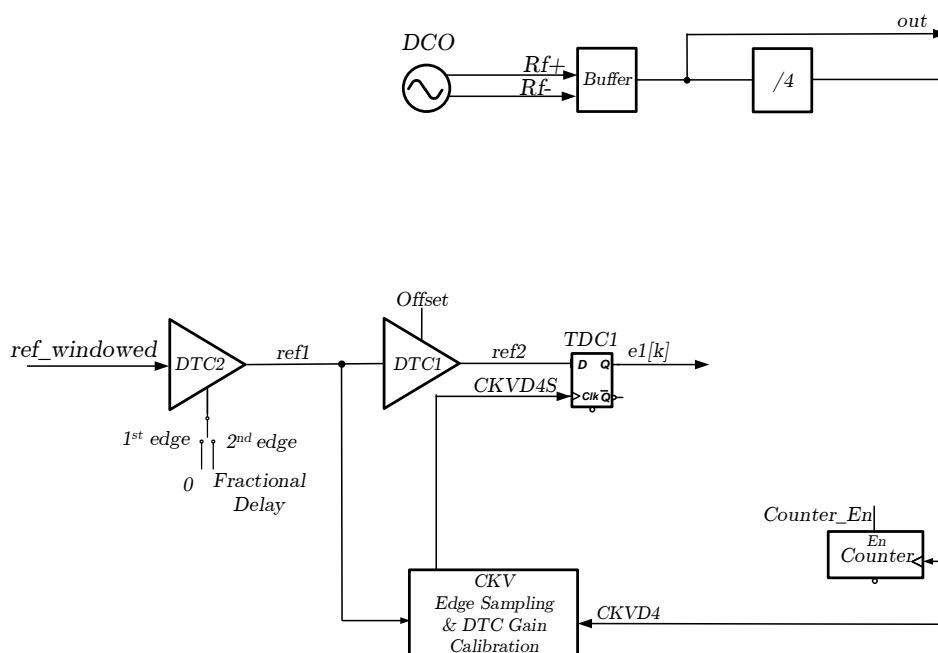 out
DCO
Rf+
Rf-
Buffer
/4
Offset
ref_windowed
DTC2
ref1
DTC1
ref2
TDC1
D Q
Clk Q̅
e1[k]
CKVD4S
1st edge
2nd edge
0
Fractional
Delay
Counter_En
En
Counter
CKV
Edge Sampling
& DTC Gain
Calibration
CKVD4